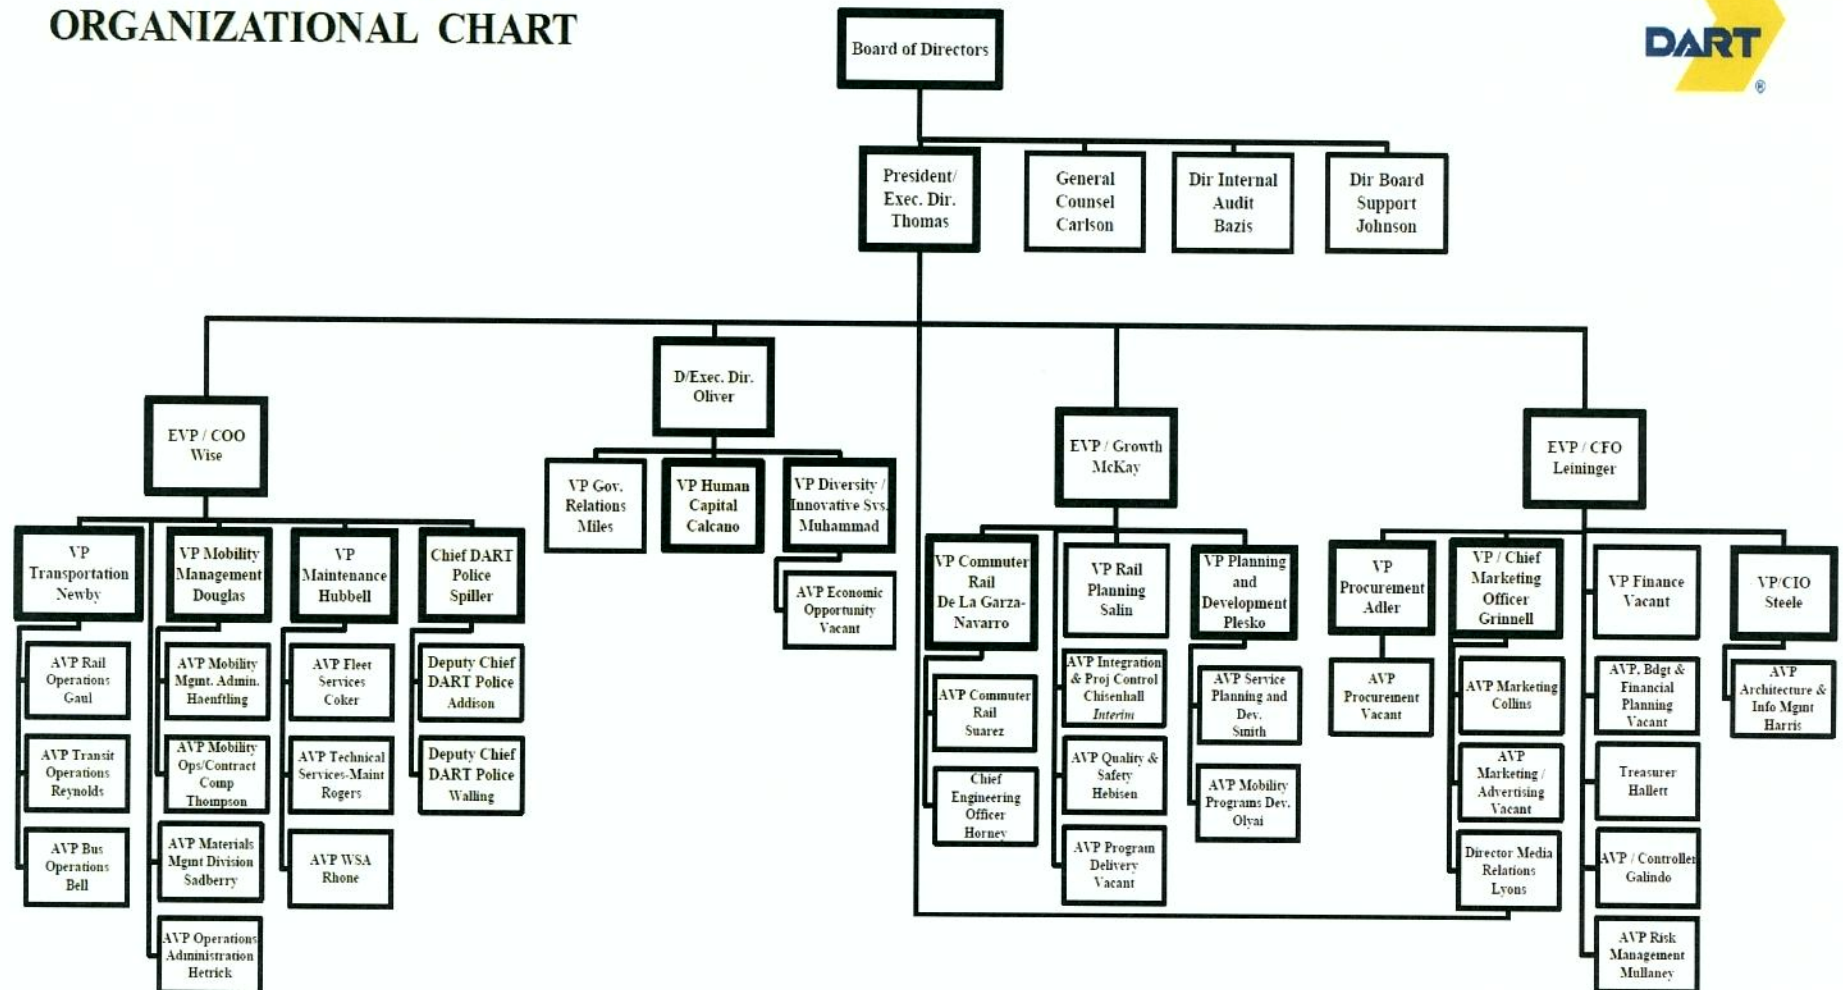 ORGANIZATIONAL CHART
DART
®
Board of Directors
President/
Exec. Dir.
Thomas
General
Counsel
Carlson
Dir Internal
Audit
Bazis
Dir Board
Support
Johnson
D/Exec. Dir.
Oliver
EVP / COO
Wise
EVP / Growth
McKay
EVP / CFO
Leininger
VP Gov.
Relations
Miles
VP Human
Capital
Calcano
VP Diversity /
Innovative Svs.
Muhammad
AVP Economic
Opportunity
Vacant
VP
Transportation
Newby
VP Mobility
Management
Douglas
VP
Maintenance
Hubbell
Chief DART
Police
Spiller
AVP Rail
Operations
Gaul
AVP Transit
Operations
Reynolds
AVP Bus
Operations
Bell
AVP Mobility
Mgmt. Admin.
Haenftling
AVP Mobility
Ops/Contract
Comp
Thompson
AVP Materials
Mgmt Division
Sadberry
AVP Operations
Administration
Hetrick
AVP Fleet
Services
Coker
AVP Technical
Services-Maint
Rogers
AVP WSA
Rhone
Deputy Chief
DART Police
Addison
Deputy Chief
DART Police
Walling
VP Commuter
Rail
De La Garza-
Navarro
VP Rail
Planning
Salin
VP Planning
and
Development
Plesko
AVP Commuter
Rail
Suarez
Chief
Engineering
Officer
Horney
AVP Integration
& Proj Control
Chisenhall
Interim
AVP Quality &
Safety
Hebisen
AVP Program
Delivery
Vacant
AVP Service
Planning and
Dev.
Smith
AVP Mobility
Programs Dev.
Olyai
VP
Procurement
Adler
VP / Chief
Marketing
Officer
Grinnell
VP Finance
Vacant
VP/CIO
Steele
AVP
Procurement
Vacant
AVP Marketing
Collins
AVP
Marketing /
Advertising
Vacant
Director Media
Relations
Lyons
AVP, Bdgt &
Financial
Planning
Vacant
Treasurer
Hallett
AVP / Controller
Galindo
AVP Risk
Management
Mullaney
AVP
Architecture &
Info Mgmt
Harris